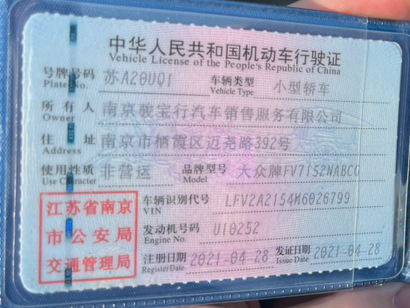 中华人民共和国机动车行驶证
Vehicle License of the People's Republic of China
号牌号码 苏A20UQ1 车辆类型 小型轿车
Plate No. Vehicle Type
所有人 南京骏宝行汽车销售服务有限公司
Owner
住址 南京市栖霞区迈尧路392号
Address
使用性质 非营运 品牌型号 大众牌FV7152WABCG
Use Character Model
江苏省南京
市公安局
交通管理局
车辆识别代号 LFV2A2154M6026799
VIN
发动机号码 U10252
Engine No.
注册日期 2021-04-28 发证日期 2021-04-28
Register Date Issue Date